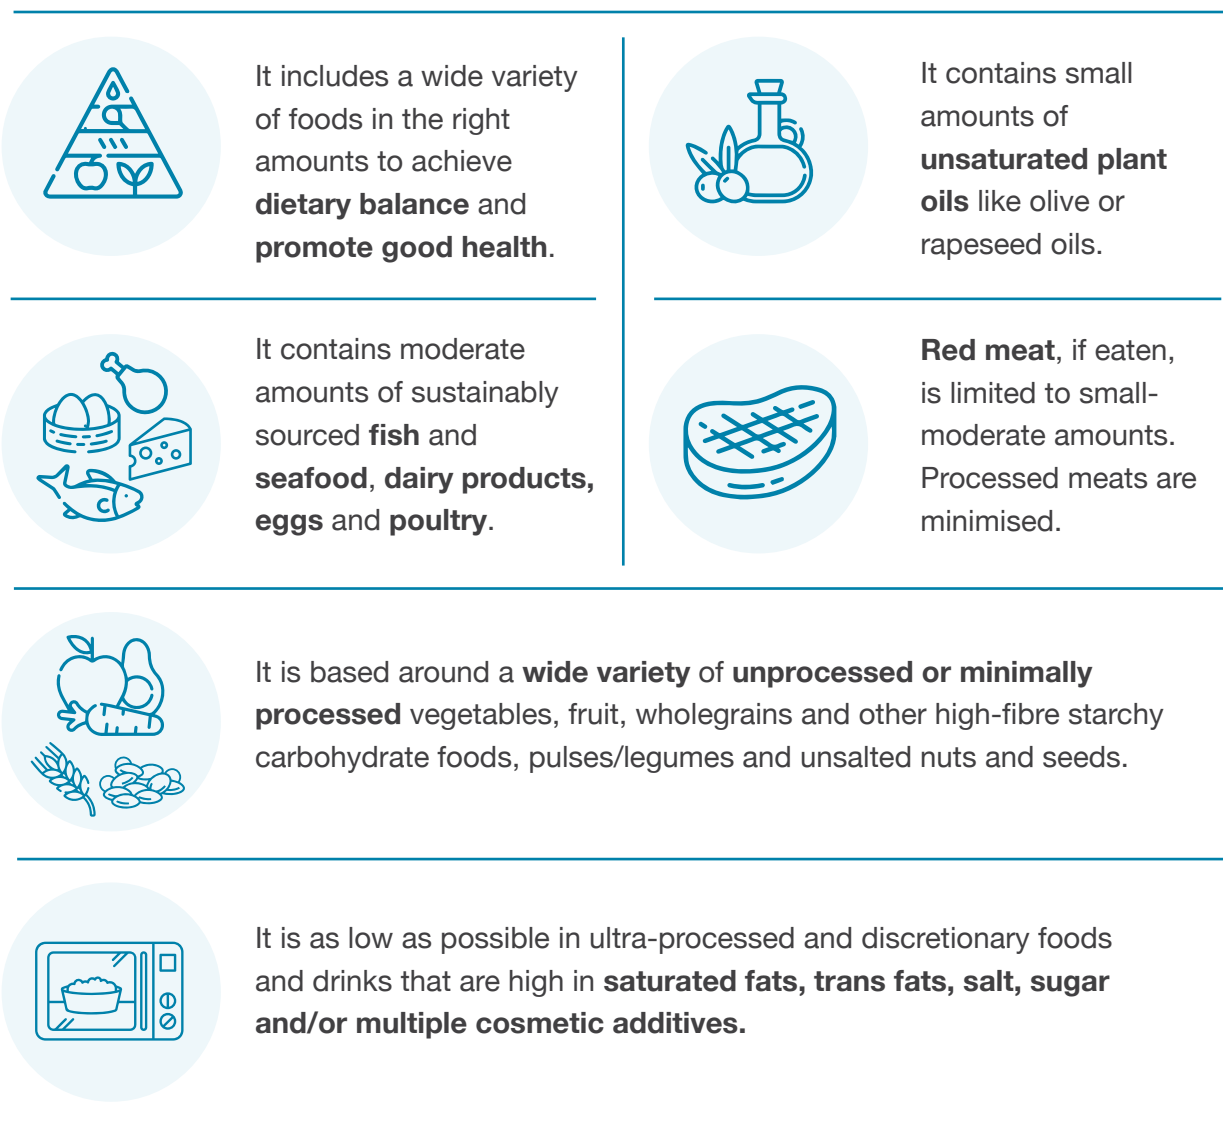 It includes a wide variety
of foods in the right
amounts to achieve
dietary balance and
promote good health.
It contains small
amounts of
unsaturated plant
oils like olive or
rapeseed oils.
It contains moderate
amounts of sustainably
sourced fish and
seafood, dairy products,
eggs and poultry.
Red meat, if eaten,
is limited to small-
moderate amounts.
Processed meats are
minimised.
It is based around a wide variety of unprocessed or minimally
processed vegetables, fruit, wholegrains and other high-fibre starchy
carbohydrate foods, pulses/legumes and unsalted nuts and seeds.
It is as low as possible in ultra-processed and discretionary foods
and drinks that are high in saturated fats, trans fats, salt, sugar
and/or multiple cosmetic additives.